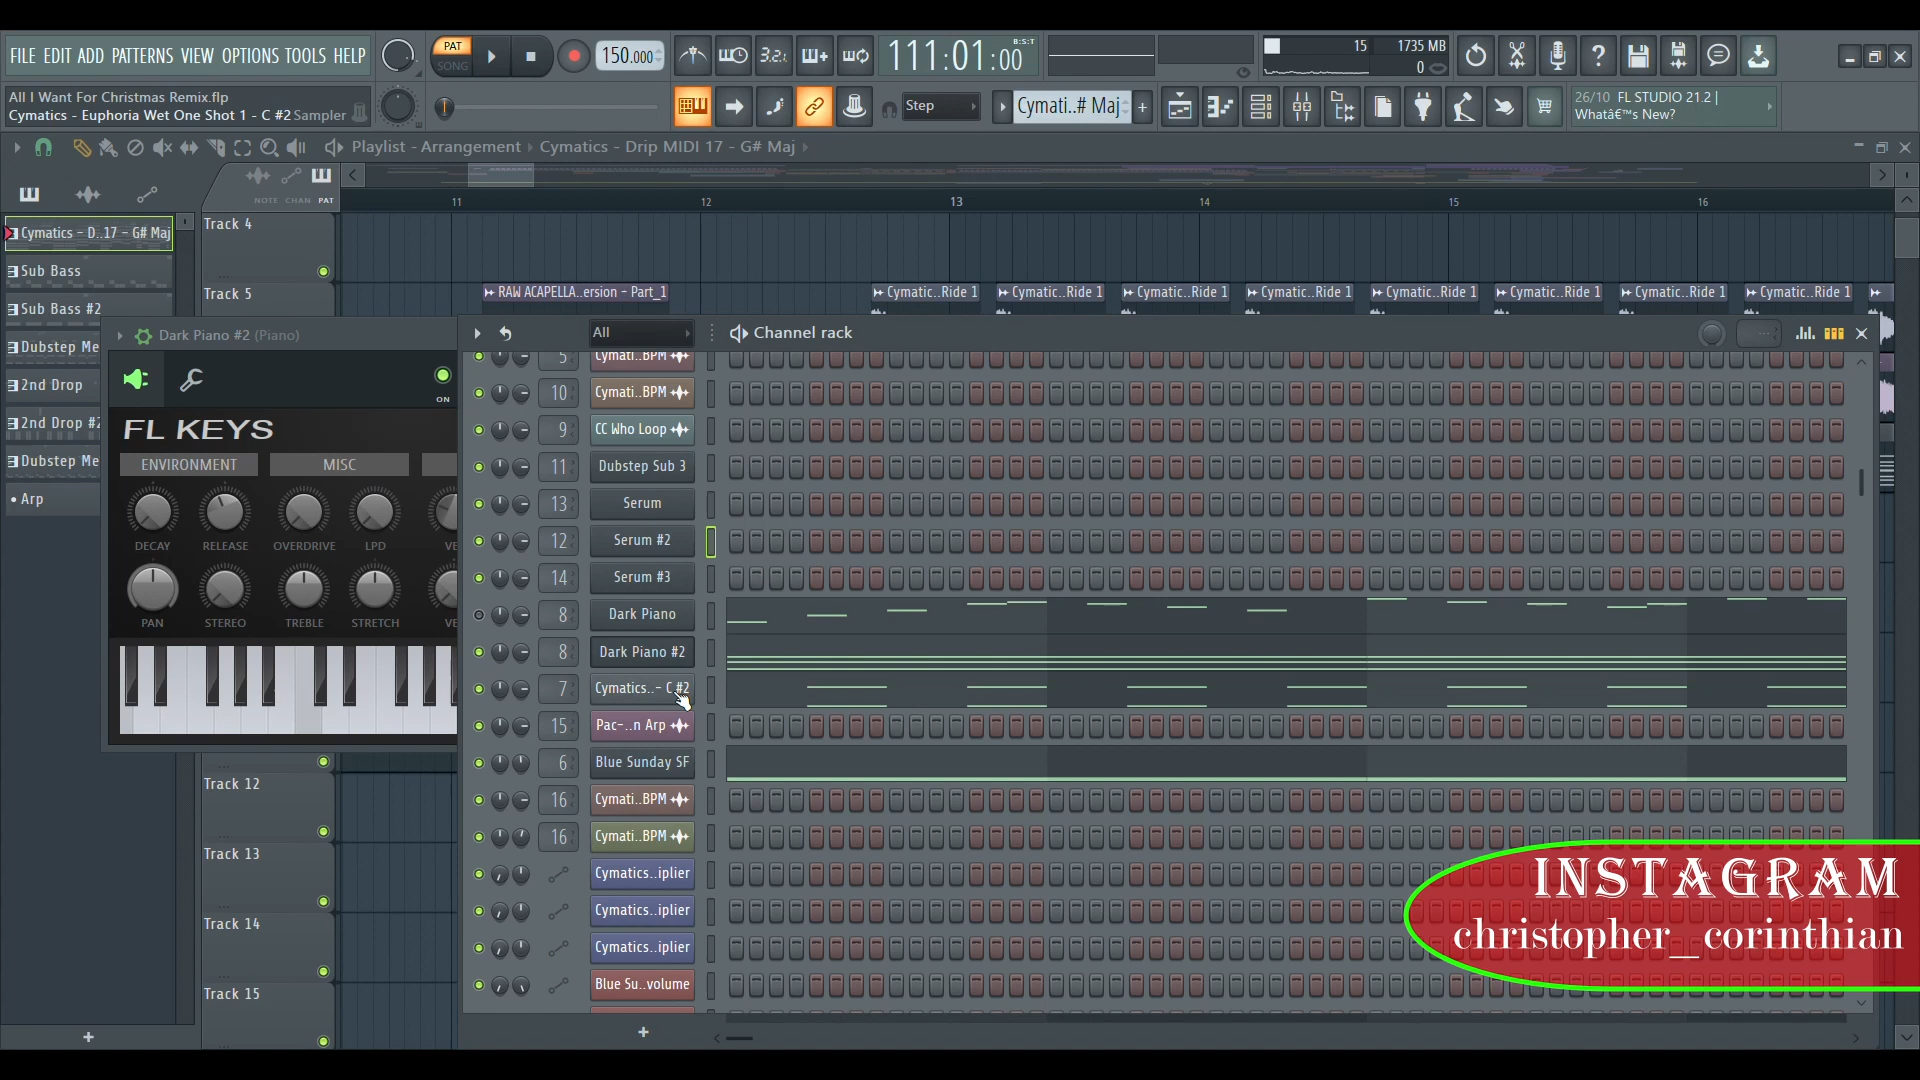 FILE EDIT ADD PATTERNS VIEW OPTIONS TOOLS HELP
PAT
SONG
150.000
3.2.
111:01:00
B:S:T
15
1735 MB
0
All I Want For Christmas Remix.flp
Cymatics - Euphoria Wet One Shot 1 - C #2 Sampler
Step
Cymati..# Maj
+
26/10 FL STUDIO 21.2 |
Whatâ€™s New?
Playlist - Arrangement › Cymatics - Drip MIDI 17 - G# Maj ›
NOTE CHAN PAT
11
12
13
14
15
16
Cymatics - D..17 - G# Maj
Sub Bass
Sub Bass #2
Dubstep Me
2nd Drop
2nd Drop #2
Dubstep Me
Arp
Track 4
Track 5
RAW ACAPELLA..ersion - Part_1
Cymatic..Ride 1
Cymatic..Ride 1
Cymatic..Ride 1
Cymatic..Ride 1
Cymatic..Ride 1
Cymatic..Ride 1
Cymatic..Ride 1
Cymatic..Ride 1
Dark Piano #2 (Piano)
ON
FL KEYS
ENVIRONMENT
MISC
DECAY
RELEASE
OVERDRIVE
LPD
VE
PAN
STEREO
TREBLE
STRETCH
VE
All
Channel rack
5 Cymati..BPM
10 Cymati..BPM
9 CC Who Loop
11 Dubstep Sub 3
13 Serum
12 Serum #2
14 Serum #3
8 Dark Piano
8 Dark Piano #2
7 Cymatics..- C #2
15 Pac-..n Arp
6 Blue Sunday SF
16 Cymati..BPM
16 Cymati..BPM
Cymatics..iplier
Cymatics..iplier
Cymatics..iplier
Blue Su..volume
+
Track 12
Track 13
Track 14
Track 15
+
INSTAGRAM
christopher_corinthian